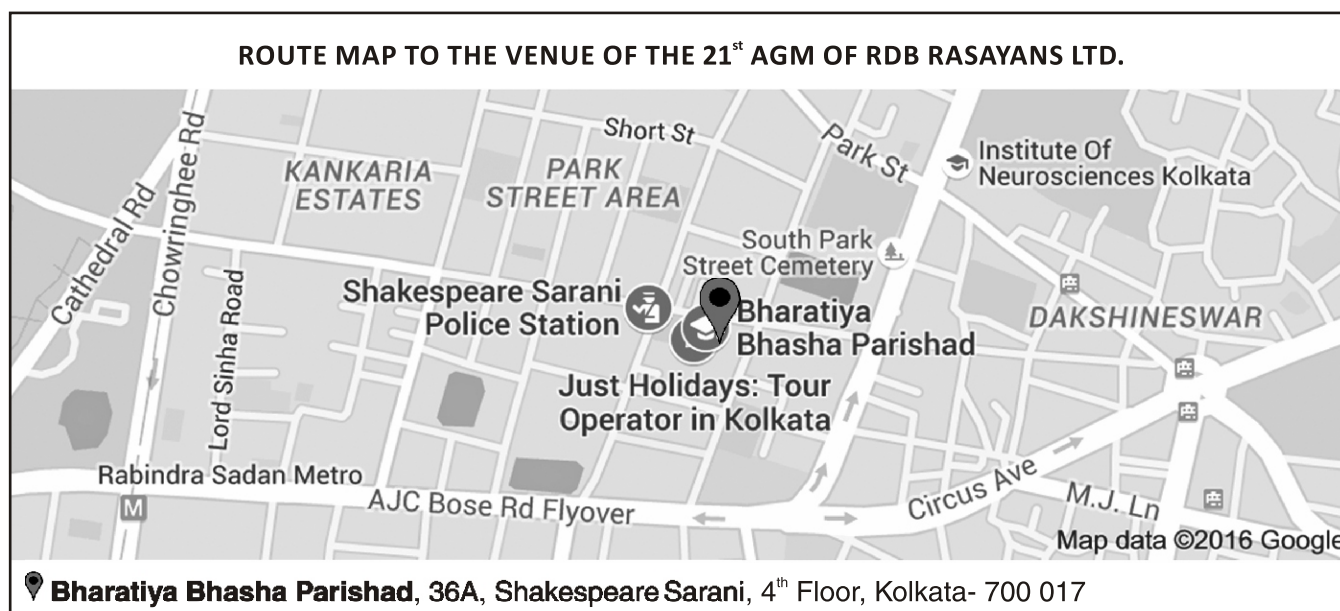 ROUTE MAP TO THE VENUE OF THE 21st AGM OF RDB RASAYANS LTD.
Short St
Park St
Chowringhee Rd
Cathedral Rd
KANKARIA
ESTATES
PARK
STREET AREA
Institute Of
Neurosciences Kolkata
South Park
Street Cemetery
Lord Sinha Road
Shakespeare Sarani
Police Station
Bharatiya
Bhasha Parishad
DAKSHINESWAR
Just Holidays: Tour
Operator in Kolkata
Rabindra Sadan Metro
M
AJC Bose Rd Flyover
Circus Ave
M.J. Ln
Map data ©2016 Google
Bharatiya Bhasha Parishad, 36A, Shakespeare Sarani, 4th Floor, Kolkata- 700 017